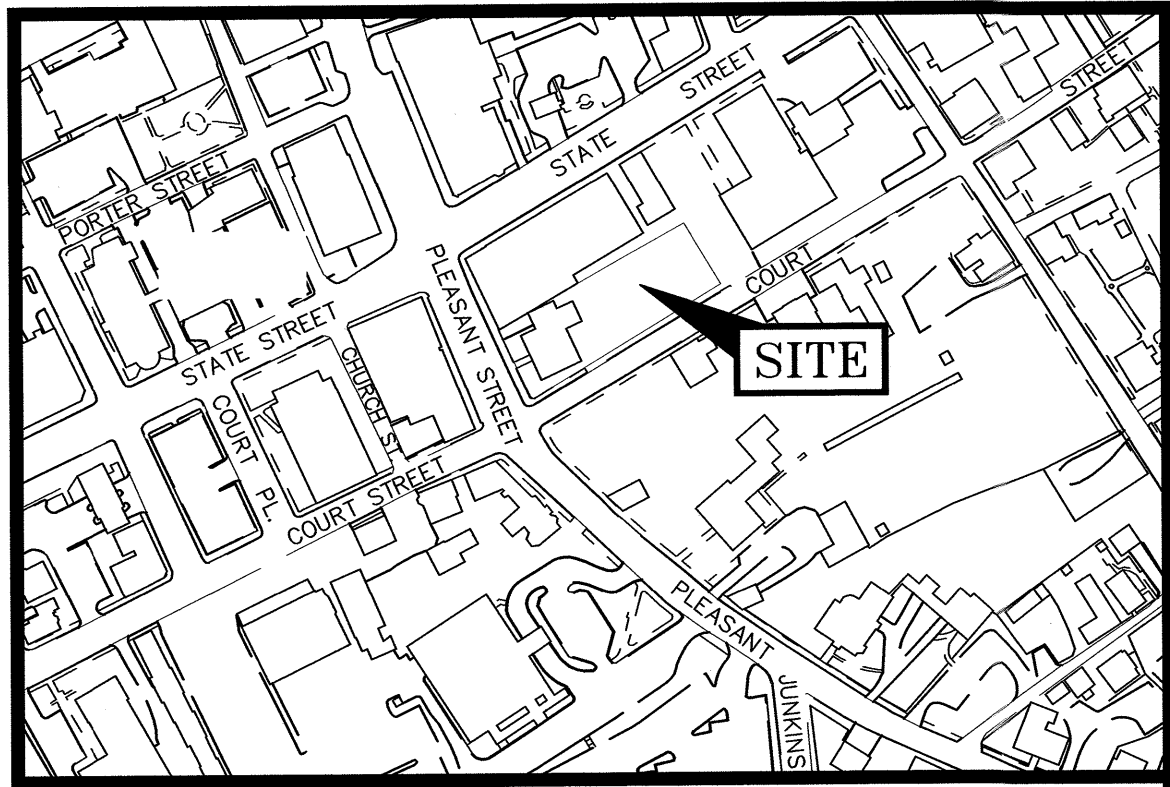 STREET
STATE
STREET
PORTER STREET
COURT
PLEASANT STREET
SITE
STATE STREET
CHURCH ST.
COURT PL.
COURT STREET
PLEASANT
JUNKINS